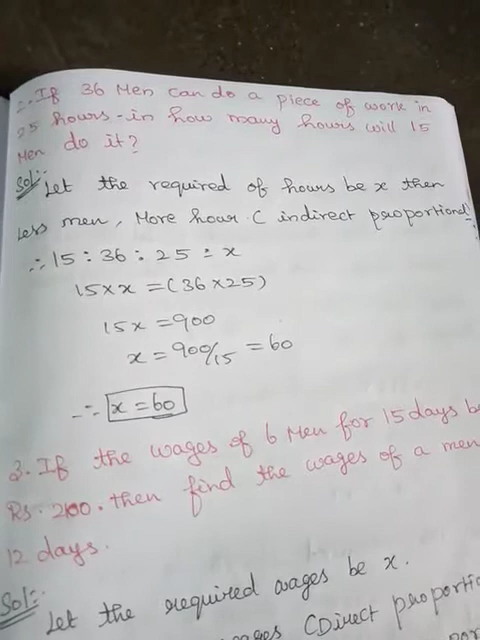 2. If 36 Men can do a piece of work in
25 hours - in how many hours will 15
Men do it?
Sol:-
Let the required of hours be x then
Less men, More hour C indirect proportional
∴ 15 : 36 : 25 : x
15 × x = (36 × 25)
15x = 900
x = 900/15 = 60
∴ x = 60
3. If the wages of 6 Men for 15 days be
Rs. 2100. then find the wages of a men
12 days.
Sol:-
Let the required wages be x.
wages (Direct proportio